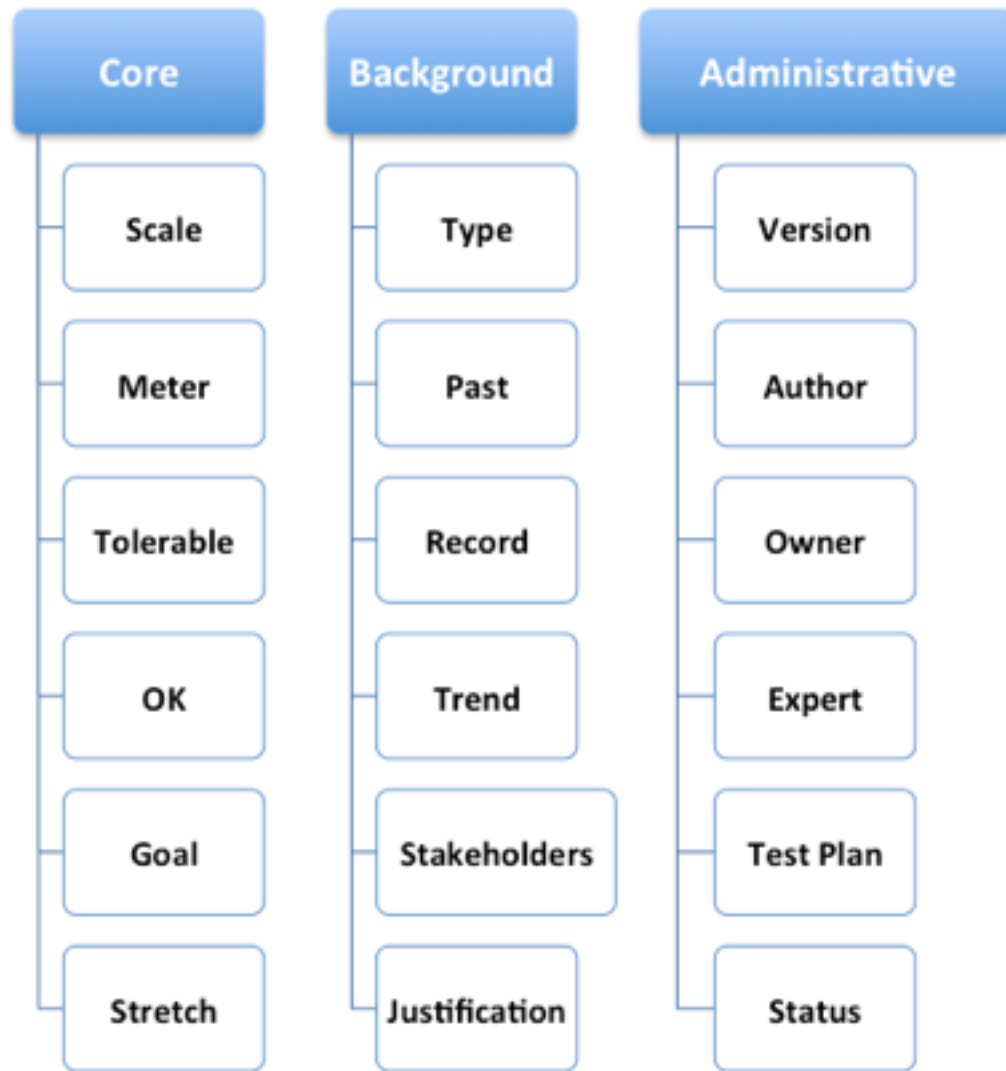 Core
Scale
Meter
Tolerable
OK
Goal
Stretch
Background
Type
Past
Record
Trend
Stakeholders
Justification
Administrative
Version
Author
Owner
Expert
Test Plan
Status